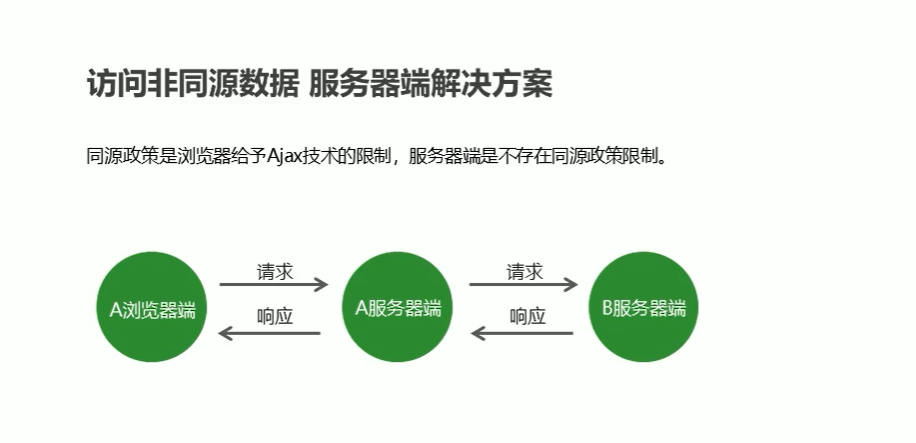 访问非同源数据 服务器端解决方案
同源政策是浏览器给予Ajax技术的限制，服务器端是不存在同源政策限制。
请求
请求
A浏览器端
A服务器端
B服务器端
响应
响应